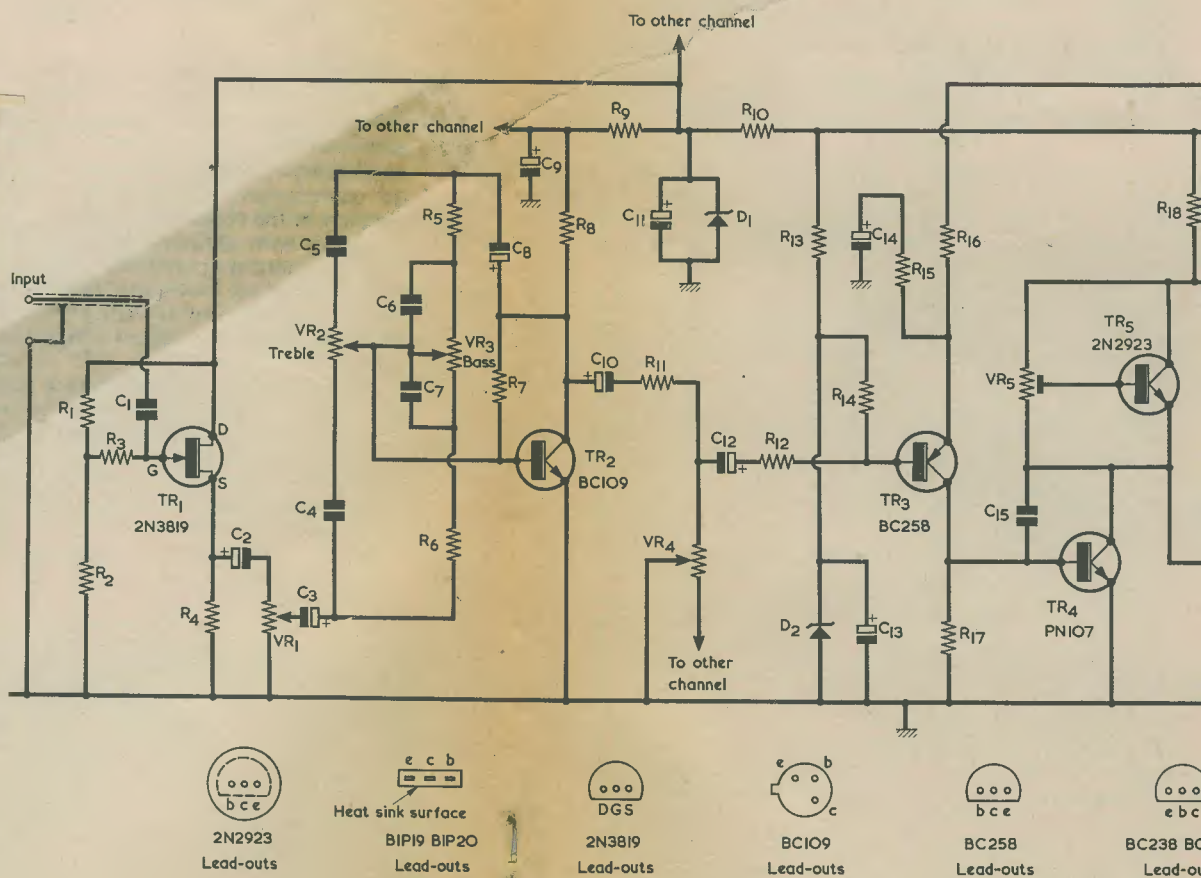 To other channel
To other channel
R9
R10
C9
R5
C5
C8
R8
C11
D1
R13
C14
R15
R16
R18
Input
C6
VR2
Treble
VR3
Bass
C7
R7
C10
R11
R14
TR5
2N2923
VR5
R1
C1
R3
D
G
S
TR1
2N3819
C12
R12
TR2
BC109
TR3
BC258
C4
C15
R2
C2
R6
VR4
R4
C3
VR1
TR4
PN107
D2
C13
R17
To other
channel
b c e
2N2923
Lead-outs
e c b
Heat sink surface
BIP19 BIP20
Lead-outs
DGS
2N3819
Lead-outs
e b
c
BC109
Lead-outs
b c e
BC258
Lead-outs
e b c
BC238